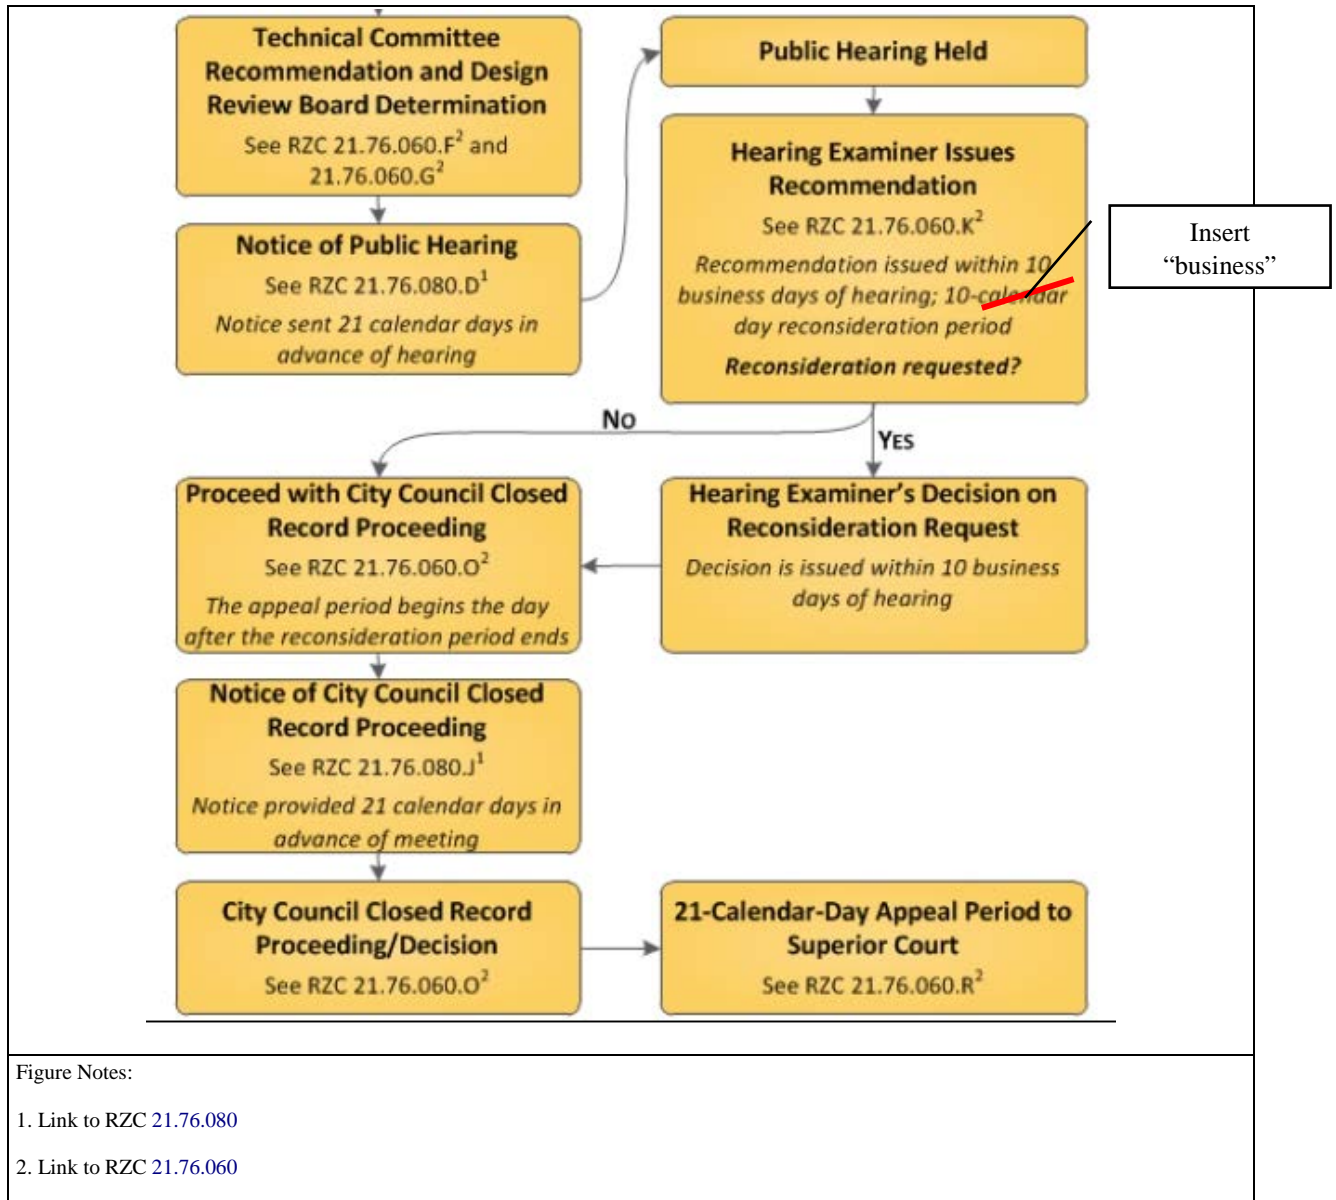 Technical Committee
Recommendation and Design
Review Board Determination
See RZC 21.76.060.F² and
21.76.060.G²
Notice of Public Hearing
See RZC 21.76.080.D¹
Notice sent 21 calendar days in
advance of hearing
Public Hearing Held
Hearing Examiner Issues
Recommendation
See RZC 21.76.060.K²
Recommendation issued within 10
business days of hearing; 10-calendar
day reconsideration period
Reconsideration requested?
Insert
“business”
No
YES
Proceed with City Council Closed
Record Proceeding
See RZC 21.76.060.O²
The appeal period begins the day
after the reconsideration period ends
Hearing Examiner’s Decision on
Reconsideration Request
Decision is issued within 10 business
days of hearing
Notice of City Council Closed
Record Proceeding
See RZC 21.76.080.J¹
Notice provided 21 calendar days in
advance of meeting
City Council Closed Record
Proceeding/Decision
See RZC 21.76.060.O²
21-Calendar-Day Appeal Period to
Superior Court
See RZC 21.76.060.R²
Figure Notes:
1. Link to RZC 21.76.080
2. Link to RZC 21.76.060